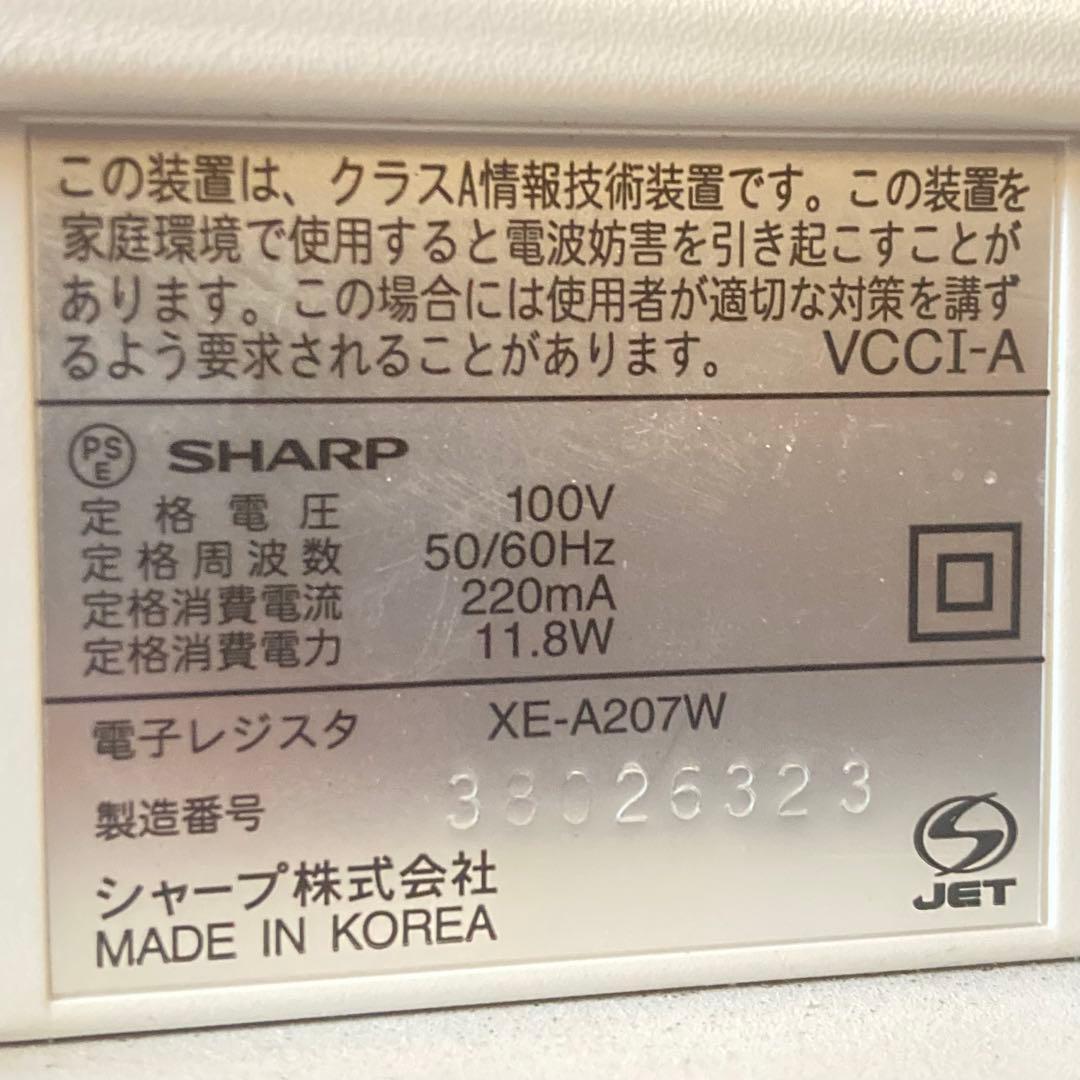 この装置は、クラスA情報技術装置です。この装置を
家庭環境で使用すると電波妨害を引き起こすことが
あります。この場合には使用者が適切な対策を講ず
るよう要求されることがあります。 VCCI-A
PSE SHARP
定格電圧 100V
定格周波数 50/60Hz
定格消費電流 220mA
定格消費電力 11.8W
電子レジスタ XE-A207W
製造番号 38026323
シャープ株式会社
MADE IN KOREA
JET